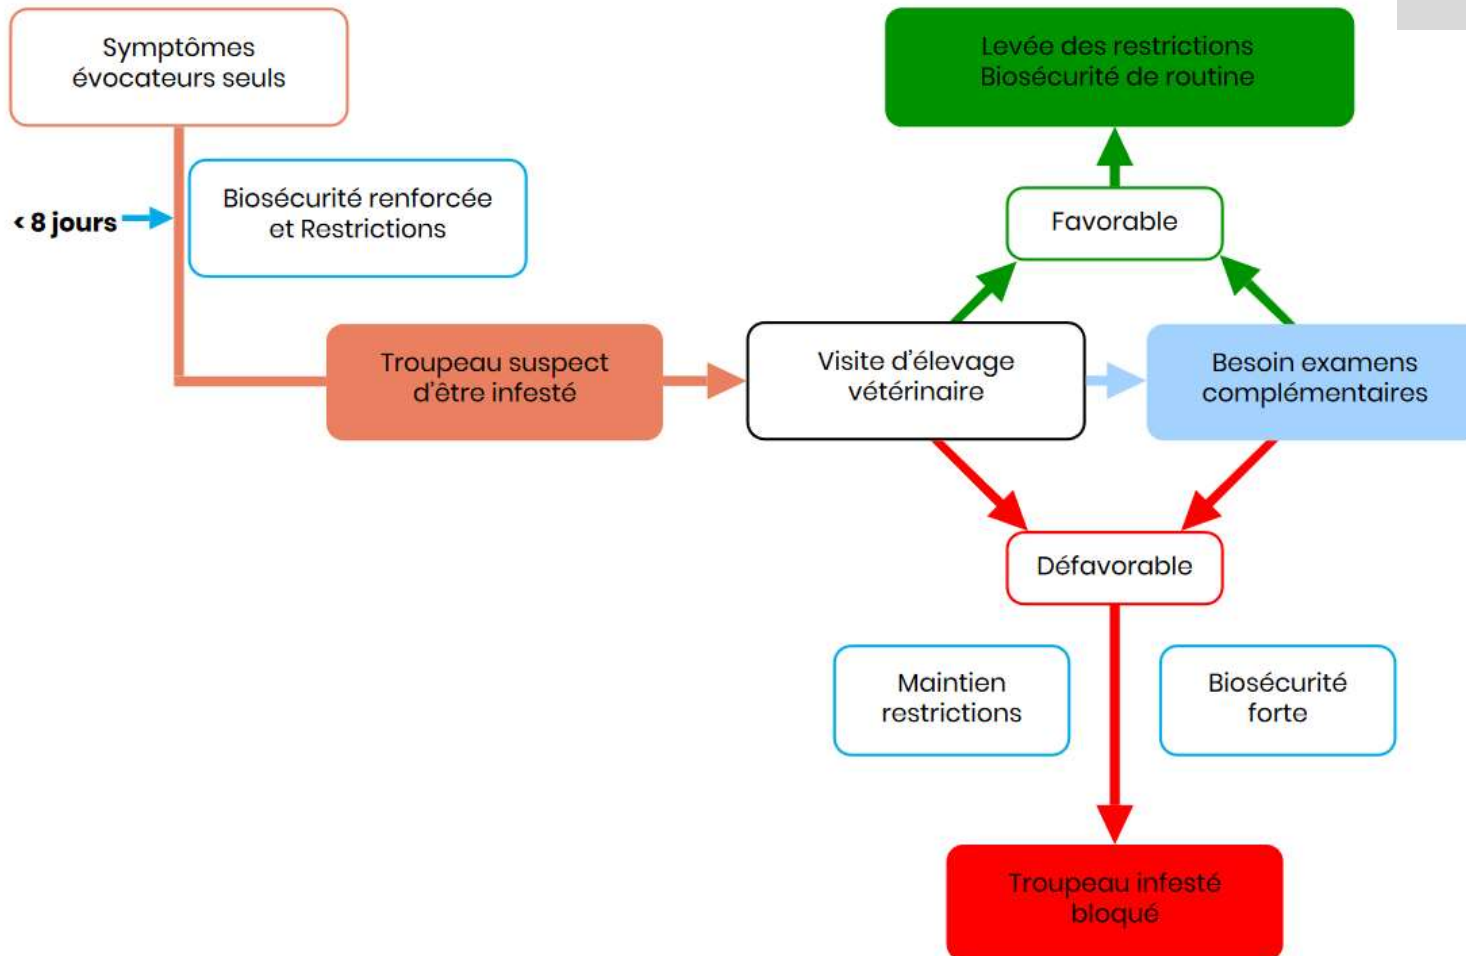 Symptômes
évocateurs seuls
Levée des restrictions
Biosécurité de routine
Biosécurité renforcée
et Restrictions
< 8 jours
Favorable
Troupeau suspect
d'être infesté
Visite d'élevage
vétérinaire
Besoin examens
complémentaires
Défavorable
Maintien
restrictions
Biosécurité
forte
Troupeau infesté
bloqué